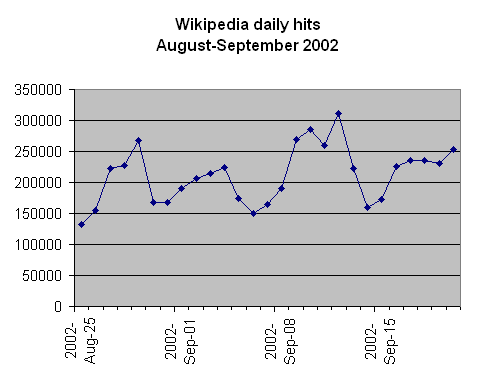 Wikipedia daily hits
August-September 2002
350000
300000
250000
200000
150000
100000
50000
0
2002-
Aug-25
2002-
Sep-01
2002-
Sep-08
2002-
Sep-15